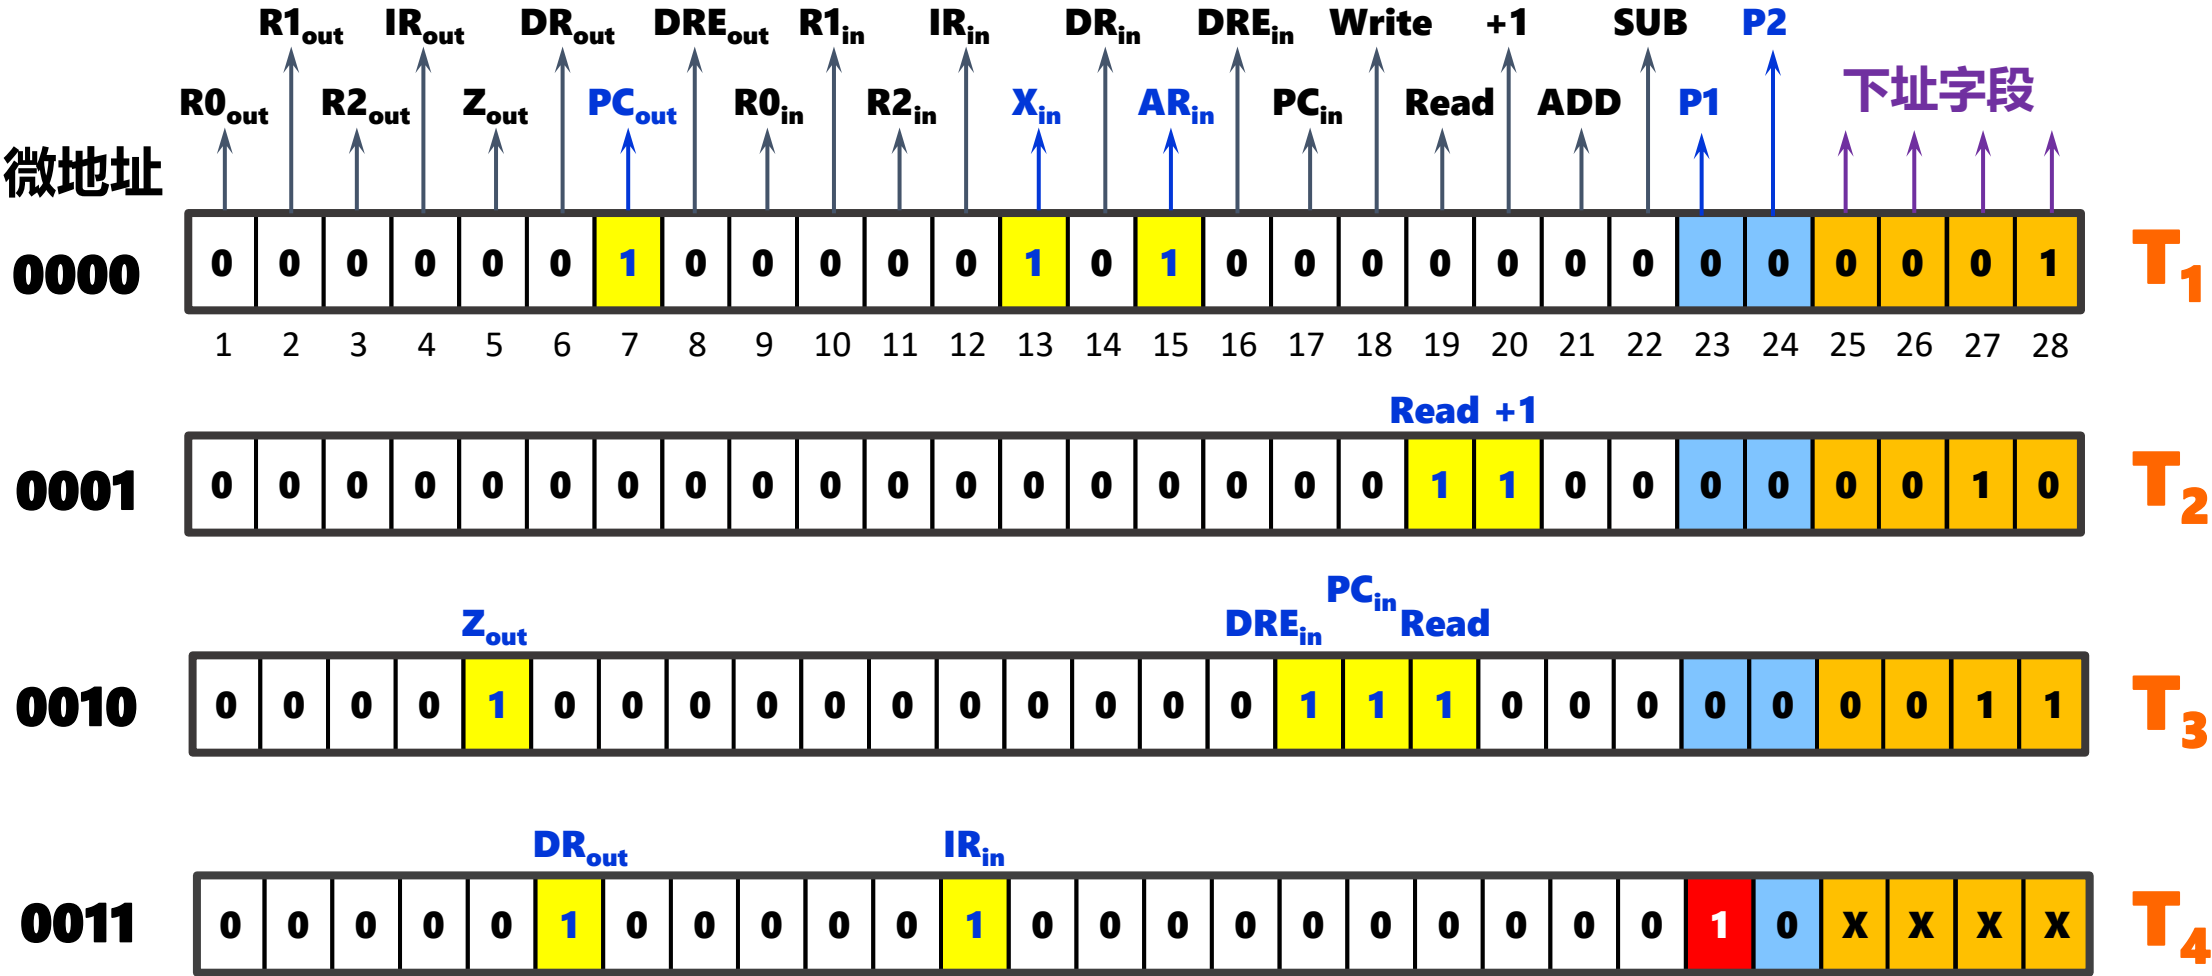 R1out IRout DRout DREout R1in IRin DRin DREin Write +1 SUB P2
R0out R2out Zout PCout R0in R2in Xin ARin PCin Read ADD P1 下址字段
微地址
0000 0 0 0 0 0 0 1 0 0 0 0 0 1 0 1 0 0 0 0 0 0 0 0 0 0 0 0 1 T1
1 2 3 4 5 6 7 8 9 10 11 12 13 14 15 16 17 18 19 20 21 22 23 24 25 26 27 28
Read +1
0001 0 0 0 0 0 0 0 0 0 0 0 0 0 0 0 0 0 0 1 1 0 0 0 0 0 0 1 0 T2
PCin
Zout DREin Read
0010 0 0 0 0 1 0 0 0 0 0 0 0 0 0 0 0 1 1 1 0 0 0 0 0 0 0 1 1 T3
DRout IRin
0011 0 0 0 0 0 1 0 0 0 0 0 1 0 0 0 0 0 0 0 0 0 0 1 0 X X X X T4